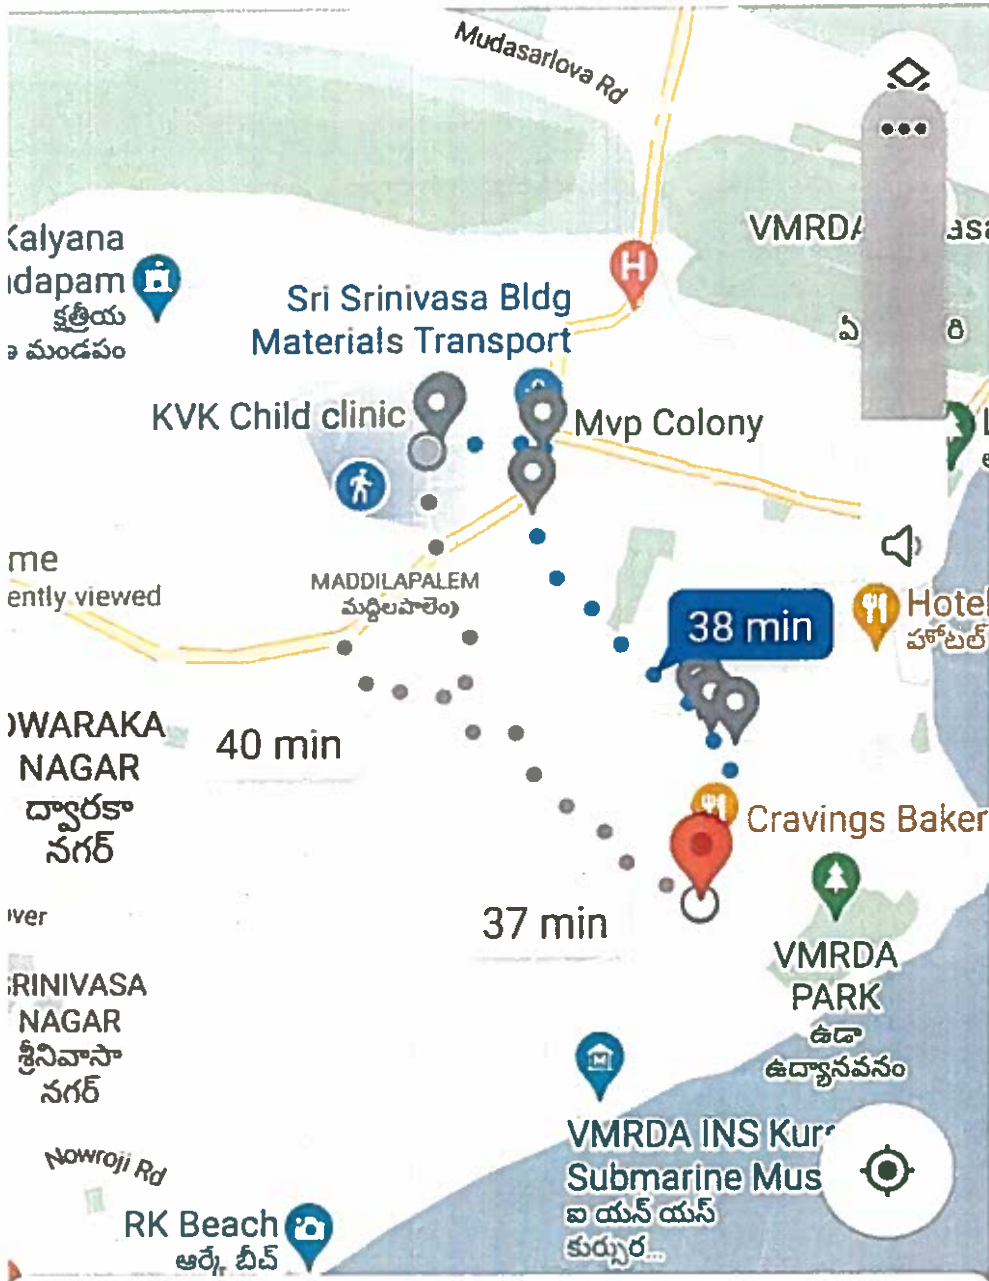 Mudasarlova Rd
VMRDA
Kalyana
క్షత్రీయ
మండపం
Sri Srinivasa Bldg
Materials Transport
H
KVK Child clinic
Mvp Colony
me
ently viewed
MADDILAPALEM
మద్దిలపాలెం
38 min
Hotel
హోటల్
DWARAKA
NAGAR
ద్వారకా
నగర్
40 min
Cravings Baker
37 min
ver
SRINIVASA
NAGAR
శ్రీనివాసా
నగర్
VMRDA
PARK
ఉడా
ఉద్యానవనం
M
VMRDA INS Kur
Submarine Mus
ఐ యన్ యస్
కుర్సుర...
Nowroji Rd
RK Beach
ఆర్కే బీచ్